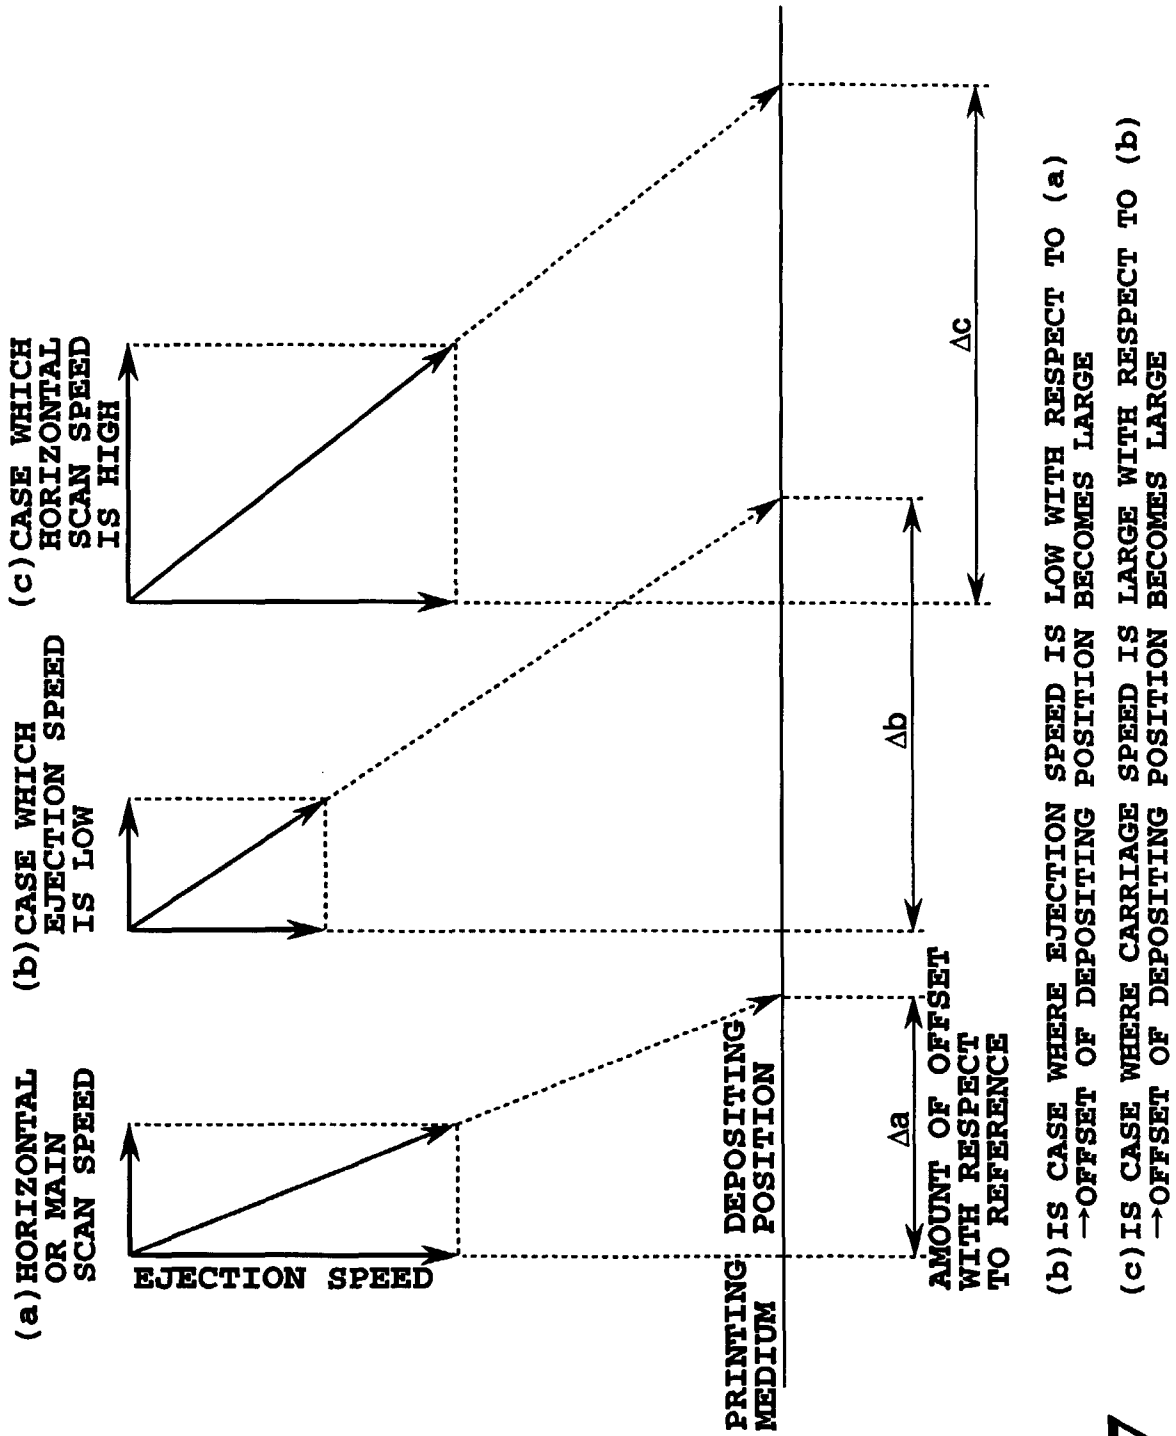 (a)HORIZONTAL
OR MAIN
SCAN SPEED
EJECTION SPEED
(b)CASE WHICH
EJECTION SPEED
IS LOW
(c)CASE WHICH
HORIZONTAL
SCAN SPEED
IS HIGH
PRINTING
MEDIUM
DEPOSITING
POSITION
Δa
Δb
Δc
AMOUNT OF OFFSET
WITH RESPECT
TO REFERENCE
(b)IS CASE WHERE EJECTION SPEED IS LOW WITH RESPECT TO (a)
→OFFSET OF DEPOSITING POSITION BECOMES LARGE
(c)IS CASE WHERE CARRIAGE SPEED IS LARGE WITH RESPECT TO (b)
→OFFSET OF DEPOSITING POSITION BECOMES LARGE
7